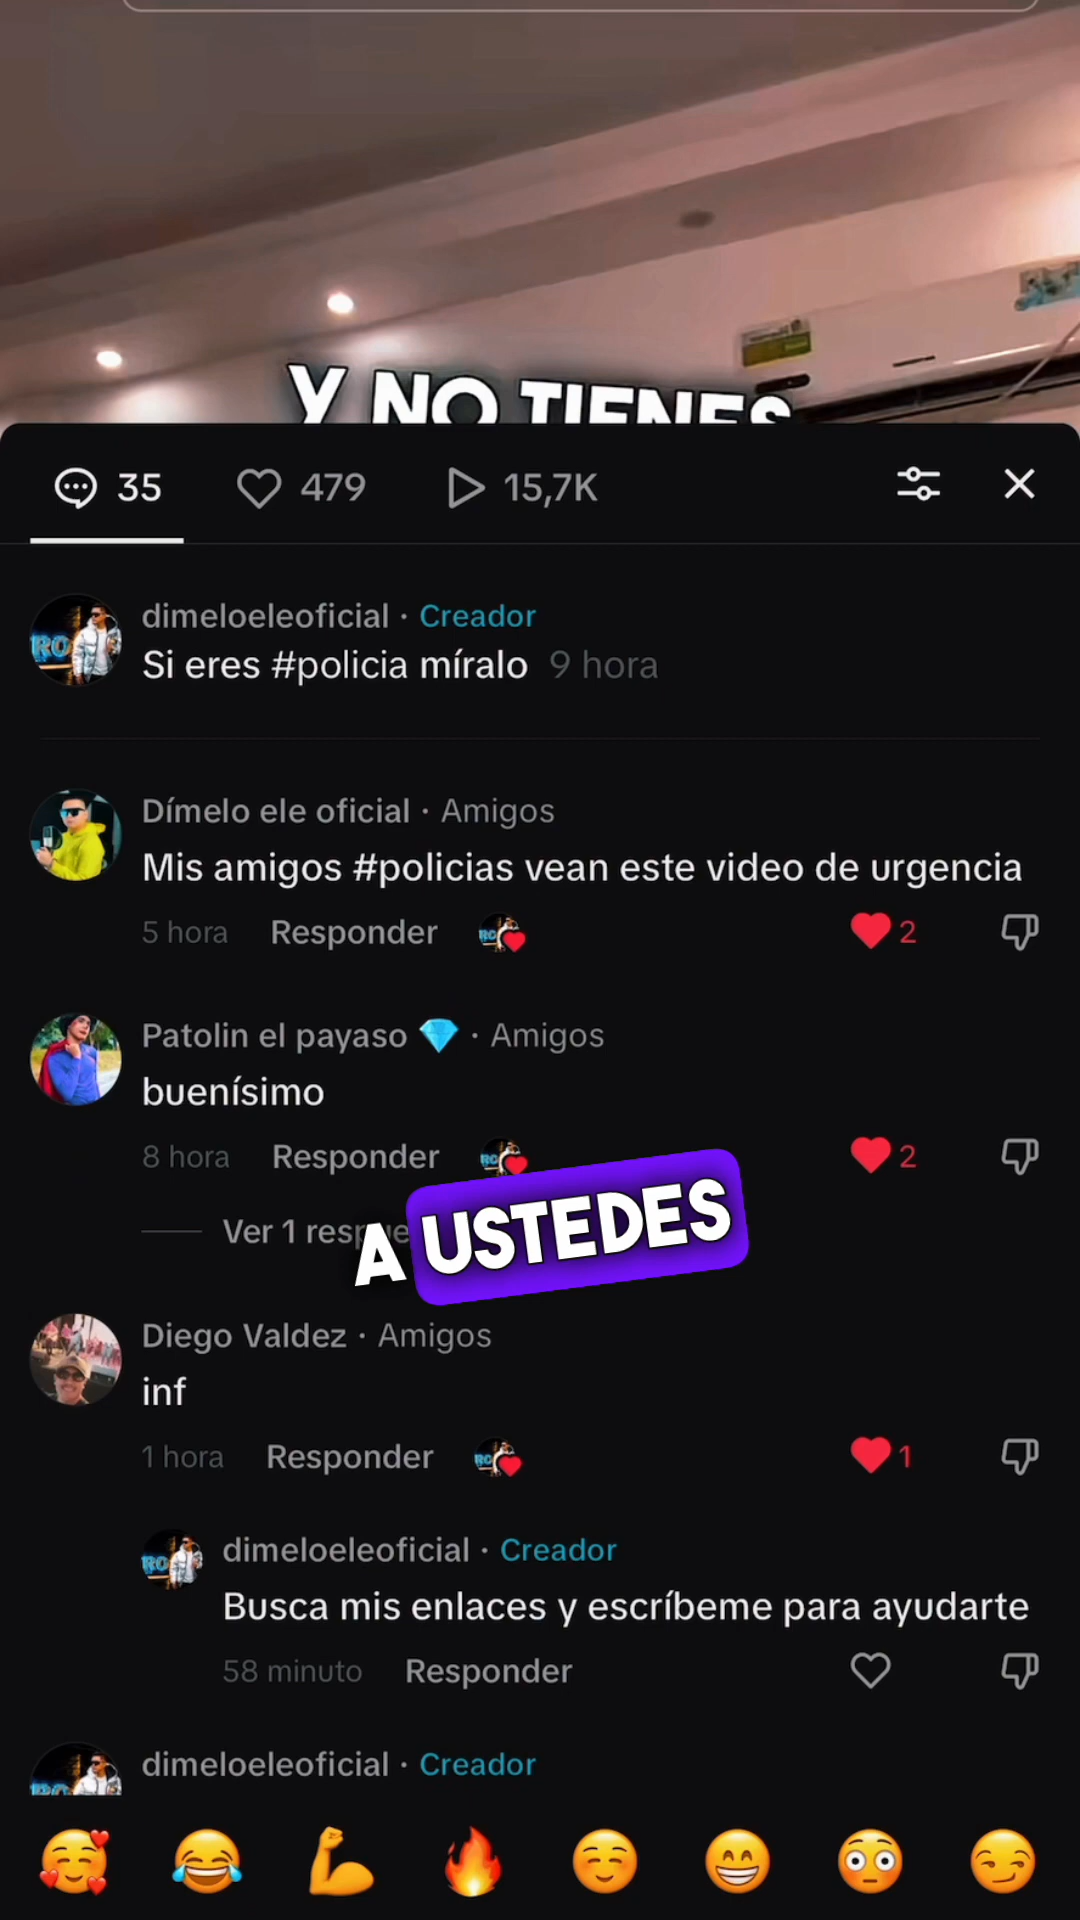 Y NO TIENES
35
479
15,7K
dimeloeleoficial · Creador
Si eres #policia míralo 9 hora
Dímelo ele oficial · Amigos
Mis amigos #policias vean este video de urgencia
5 hora Responder
2
Patolin el payaso 💎 · Amigos
buenísimo
8 hora Responder
2
Ver 1
A USTEDES
Diego Valdez · Amigos
inf
1 hora Responder
1
dimeloeleoficial · Creador
Busca mis enlaces y escríbeme para ayudarte
58 minuto Responder
dimeloeleoficial · Creador